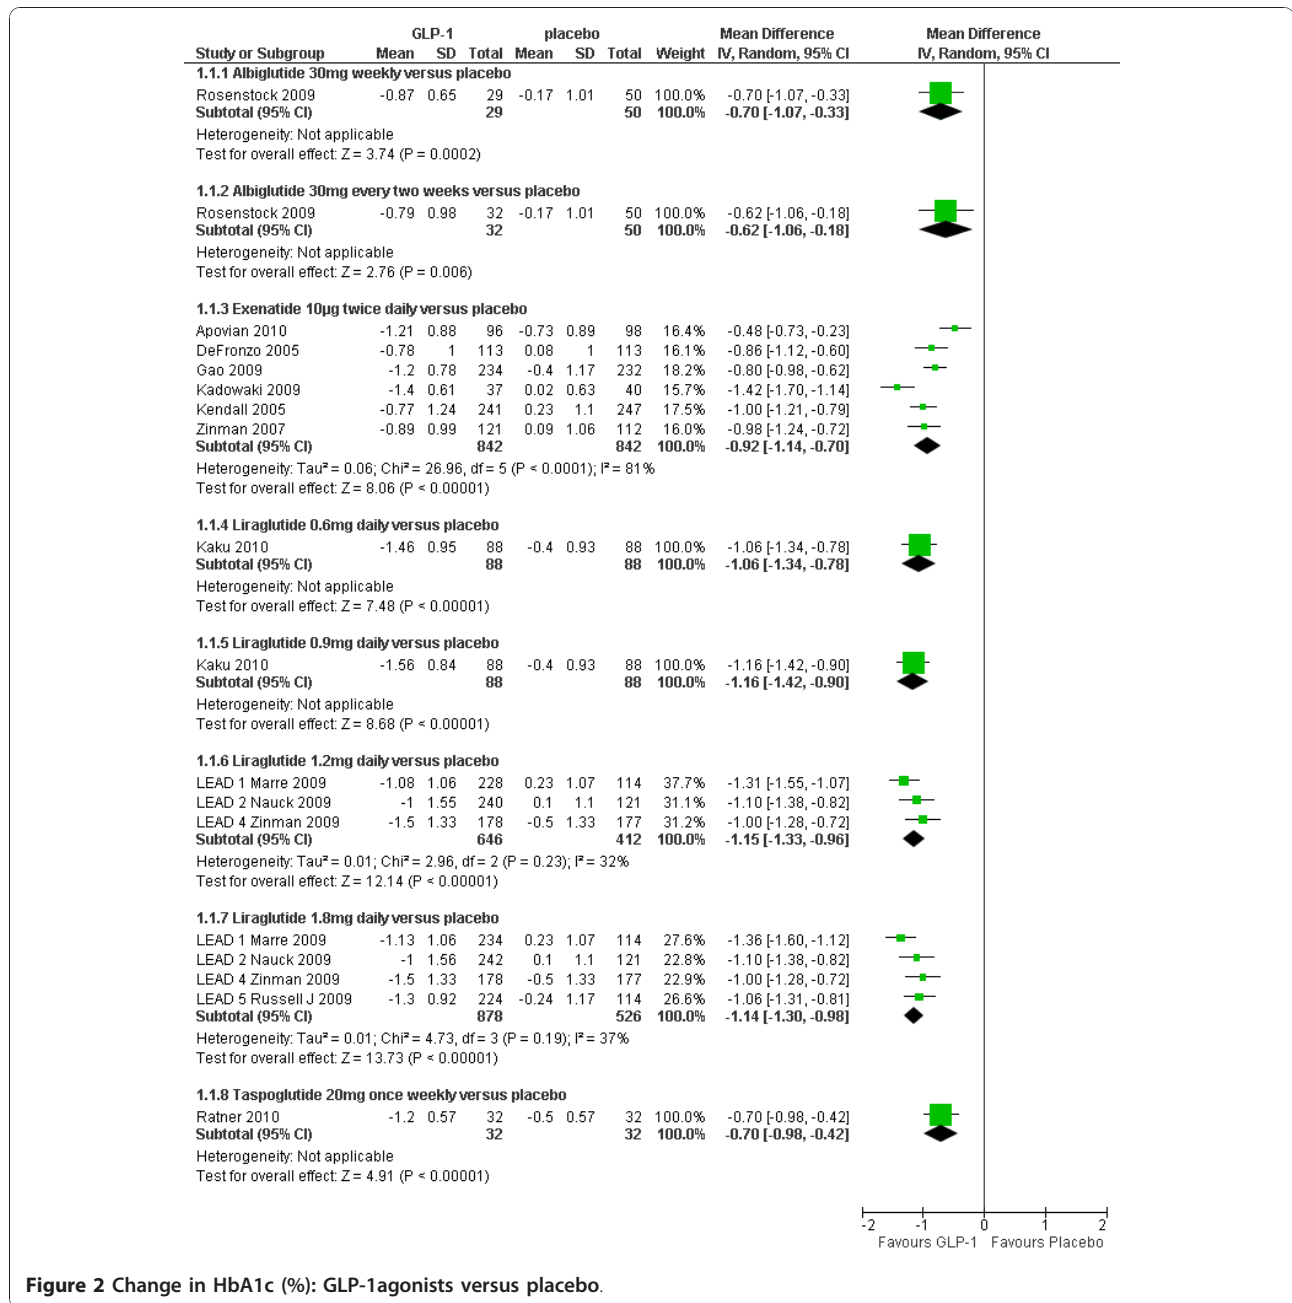 GLP-1 placebo Mean Difference Mean Difference
Study or Subgroup Mean SD Total Mean SD Total Weight IV, Random, 95% CI IV, Random, 95% CI
1.1.1 Albiglutide 30mg weekly versus placebo
Rosenstock 2009 -0.87 0.65 29 -0.17 1.01 50 100.0% -0.70 [-1.07, -0.33]
Subtotal (95% CI) 29 50 100.0% -0.70 [-1.07, -0.33]
Heterogeneity: Not applicable
Test for overall effect: Z = 3.74 (P = 0.0002)
1.1.2 Albiglutide 30mg every two weeks versus placebo
Rosenstock 2009 -0.79 0.98 32 -0.17 1.01 50 100.0% -0.62 [-1.06, -0.18]
Subtotal (95% CI) 32 50 100.0% -0.62 [-1.06, -0.18]
Heterogeneity: Not applicable
Test for overall effect: Z = 2.76 (P = 0.006)
1.1.3 Exenatide 10µg twice daily versus placebo
Apovian 2010 -1.21 0.88 96 -0.73 0.89 98 16.4% -0.48 [-0.73, -0.23]
DeFronzo 2005 -0.78 1 113 0.08 1 113 16.1% -0.86 [-1.12, -0.60]
Gao 2009 -1.2 0.78 234 -0.4 1.17 232 18.2% -0.80 [-0.98, -0.62]
Kadowaki 2009 -1.4 0.61 37 0.02 0.63 40 15.7% -1.42 [-1.70, -1.14]
Kendall 2005 -0.77 1.24 241 0.23 1.1 247 17.5% -1.00 [-1.21, -0.79]
Zinman 2007 -0.89 0.99 121 0.09 1.06 112 16.0% -0.98 [-1.24, -0.72]
Subtotal (95% CI) 842 842 100.0% -0.92 [-1.14, -0.70]
Heterogeneity: Tau² = 0.06; Chi² = 26.96, df = 5 (P < 0.0001); I² = 81%
Test for overall effect: Z = 8.06 (P < 0.00001)
1.1.4 Liraglutide 0.6mg daily versus placebo
Kaku 2010 -1.46 0.95 88 -0.4 0.93 88 100.0% -1.06 [-1.34, -0.78]
Subtotal (95% CI) 88 88 100.0% -1.06 [-1.34, -0.78]
Heterogeneity: Not applicable
Test for overall effect: Z = 7.48 (P < 0.00001)
1.1.5 Liraglutide 0.9mg daily versus placebo
Kaku 2010 -1.56 0.84 88 -0.4 0.93 88 100.0% -1.16 [-1.42, -0.90]
Subtotal (95% CI) 88 88 100.0% -1.16 [-1.42, -0.90]
Heterogeneity: Not applicable
Test for overall effect: Z = 8.68 (P < 0.00001)
1.1.6 Liraglutide 1.2mg daily versus placebo
LEAD 1 Marre 2009 -1.08 1.06 228 0.23 1.07 114 37.7% -1.31 [-1.55, -1.07]
LEAD 2 Nauck 2009 -1 1.55 240 0.1 1.1 121 31.1% -1.10 [-1.38, -0.82]
LEAD 4 Zinman 2009 -1.5 1.33 178 -0.5 1.33 177 31.2% -1.00 [-1.28, -0.72]
Subtotal (95% CI) 646 412 100.0% -1.15 [-1.33, -0.96]
Heterogeneity: Tau² = 0.01; Chi² = 2.96, df = 2 (P = 0.23); I² = 32%
Test for overall effect: Z = 12.14 (P < 0.00001)
1.1.7 Liraglutide 1.8mg daily versus placebo
LEAD 1 Marre 2009 -1.13 1.06 234 0.23 1.07 114 27.6% -1.36 [-1.60, -1.12]
LEAD 2 Nauck 2009 -1 1.56 242 0.1 1.1 121 22.8% -1.10 [-1.38, -0.82]
LEAD 4 Zinman 2009 -1.5 1.33 178 -0.5 1.33 177 22.9% -1.00 [-1.28, -0.72]
LEAD 5 Russell J 2009 -1.3 0.92 224 -0.24 1.17 114 26.6% -1.06 [-1.31, -0.81]
Subtotal (95% CI) 878 526 100.0% -1.14 [-1.30, -0.98]
Heterogeneity: Tau² = 0.01; Chi² = 4.73, df = 3 (P = 0.19); I² = 37%
Test for overall effect: Z = 13.73 (P < 0.00001)
1.1.8 Taspoglutide 20mg once weekly versus placebo
Ratner 2010 -1.2 0.57 32 -0.5 0.57 32 100.0% -0.70 [-0.98, -0.42]
Subtotal (95% CI) 32 32 100.0% -0.70 [-0.98, -0.42]
Heterogeneity: Not applicable
Test for overall effect: Z = 4.91 (P < 0.00001)
-2 -1 0 1 2
Favours GLP-1 Favours Placebo
Figure 2 Change in HbA1c (%): GLP-1agonists versus placebo.